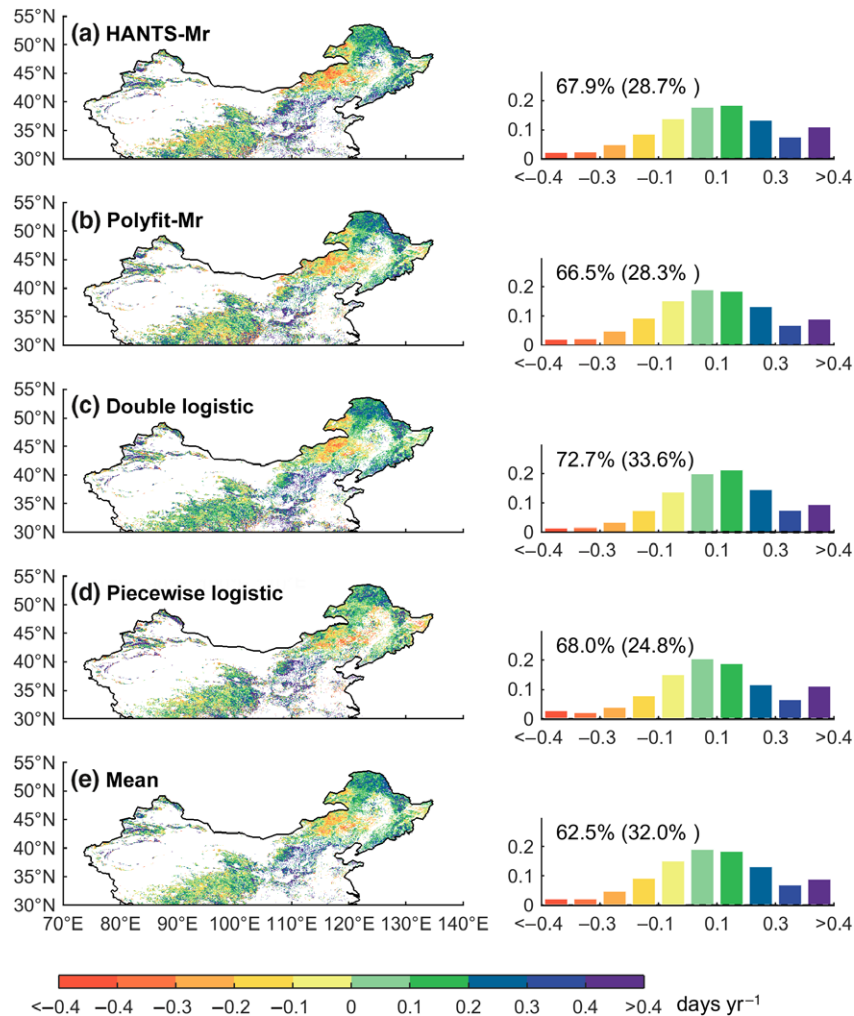 55°N
(a) HANTS-Mr
50°N
45°N
40°N
35°N
30°N
67.9% (28.7% )
0.2
0.1
0
<–0.4 –0.3 –0.1 0.1 0.3 >0.4
55°N
(b) Polyfit-Mr
50°N
45°N
40°N
35°N
30°N
66.5% (28.3% )
0.2
0.1
0
<–0.4 –0.3 –0.1 0.1 0.3 >0.4
55°N
(c) Double logistic
50°N
45°N
40°N
35°N
30°N
72.7% (33.6%)
0.2
0.1
0
<–0.4 –0.3 –0.1 0.1 0.3 >0.4
55°N
(d) Piecewise logistic
50°N
45°N
40°N
35°N
30°N
68.0% (24.8% )
0.2
0.1
0
<–0.4 –0.3 –0.1 0.1 0.3 >0.4
55°N
(e) Mean
50°N
45°N
40°N
35°N
30°N
70°E 80°E 90°E 100°E 110°E 120°E 130°E 140°E
62.5% (32.0% )
0.2
0.1
0
<–0.4 –0.3 –0.1 0.1 0.3 >0.4
<–0.4 –0.4 –0.3 –0.2 –0.1 0 0.1 0.2 0.3 0.4 >0.4 days yr⁻¹